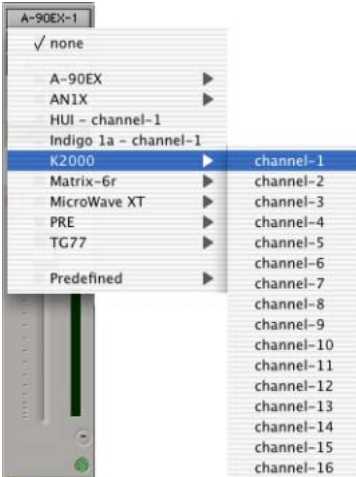 A-90EX-1
✓ none
A-90EX
AN1X
HUI - channel-1
Indigo 1a - channel-1
K2000
Matrix-6r
MicroWave XT
PRE
TG77
Predefined
channel-1
channel-2
channel-3
channel-4
channel-5
channel-6
channel-7
channel-8
channel-9
channel-10
channel-11
channel-12
channel-13
channel-14
channel-15
channel-16